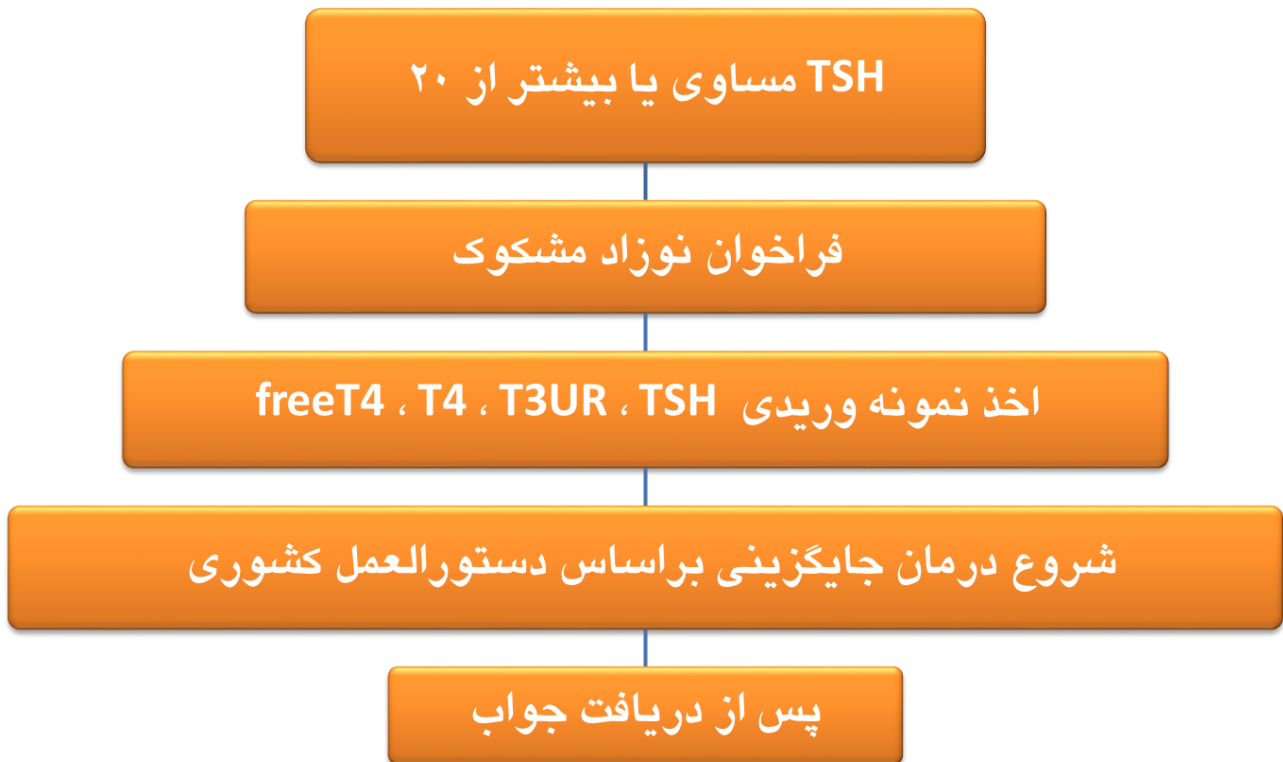 TSH مساوی یا بیشتر از ۲۰
فراخوان نوزاد مشکوک
اخذ نمونه وریدی freeT4 ، T4 ، T3UR ، TSH
شروع درمان جایگزینی براساس دستورالعمل کشوری
پس از دریافت جواب